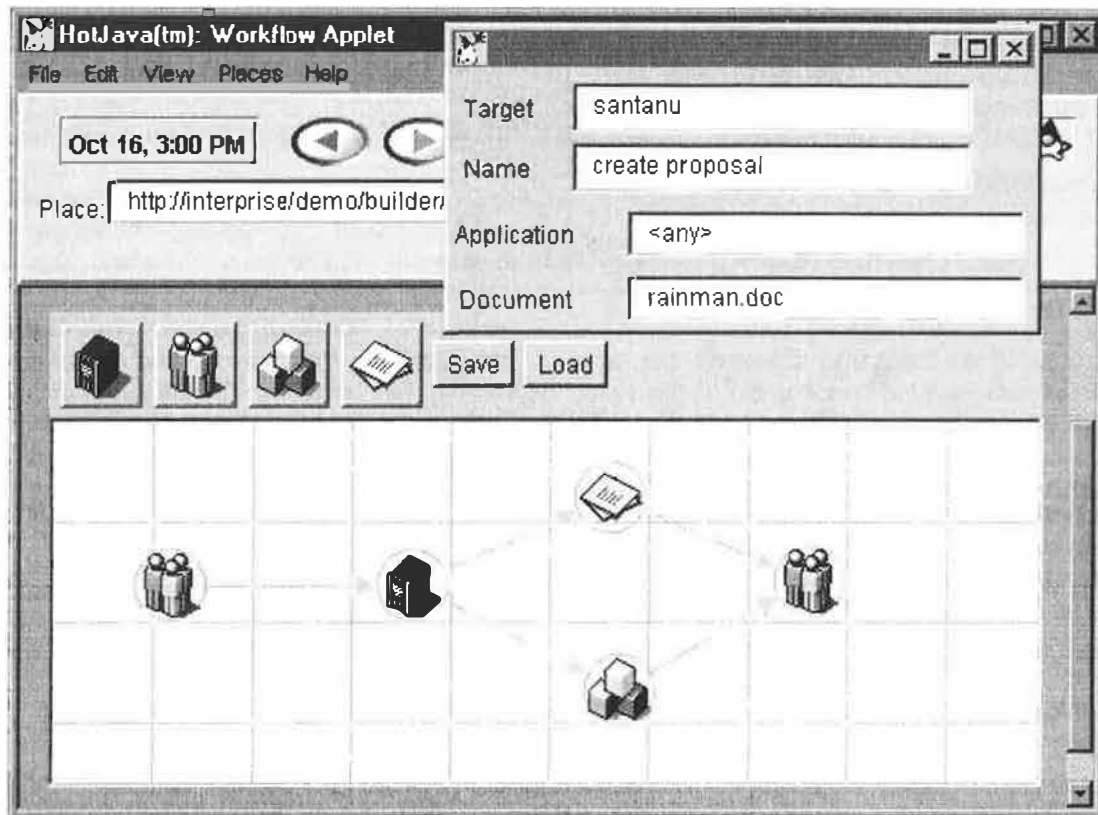 HotJava(tm): Workflow Applet
File Edit View Places Help
Oct 16, 3:00 PM
Place: http://interprise/demo/builder/
Target santanu
Name create proposal
Application <any>
Document rainman.doc
Save Load